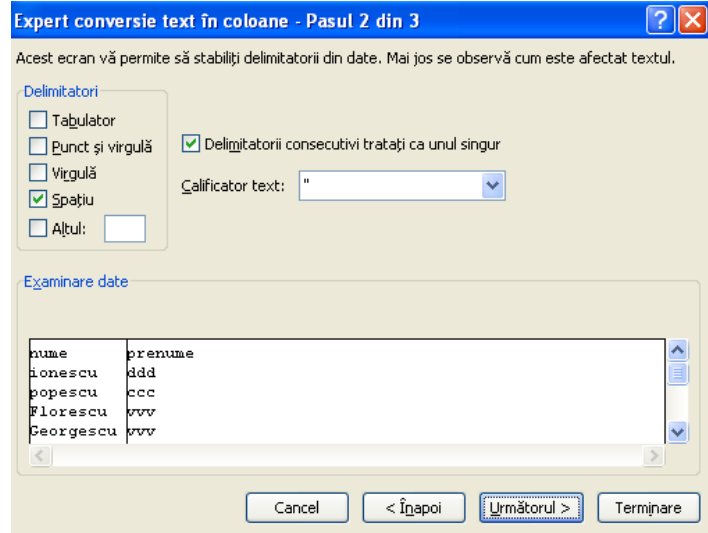 Expert conversie text în coloane - Pasul 2 din 3
Acest ecran vă permite să stabiliți delimitatorii din date. Mai jos se observă cum este afectat textul.
Delimitatori
Tabulator
Punct şi virgulă
Virgulă
Spațiu
Altul:
Delimitatorii consecutivi tratați ca unul singur
Calificator text: "
Examinare date
nume prenume
ionescu ddd
popescu ccc
Florescu vvv
Georgescu vvv
Cancel < Înapoi Următorul > Terminare